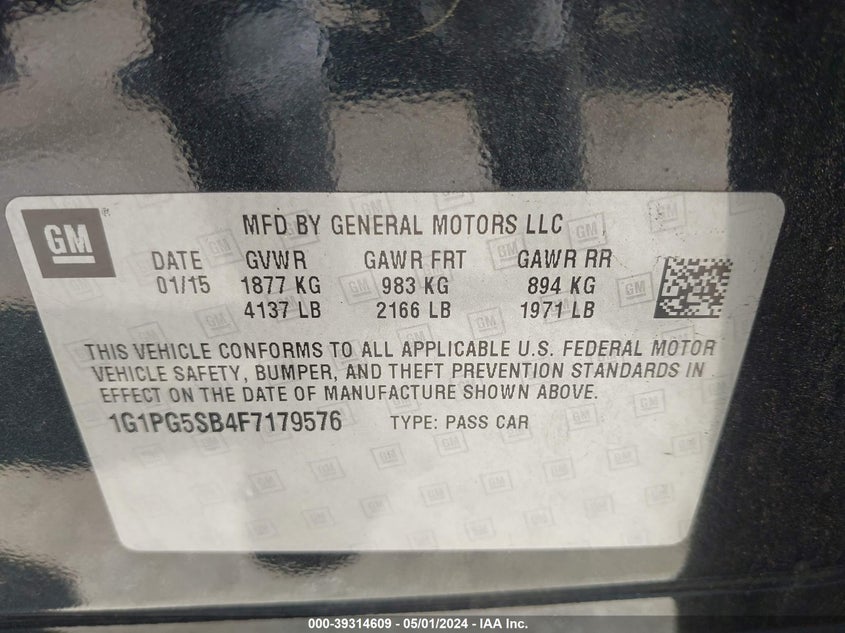 GM
MFD BY GENERAL MOTORS LLC
DATE GVWR GAWR FRT GAWR RR
01/15 1877 KG 983 KG 894 KG
4137 LB 2166 LB 1971 LB
THIS VEHICLE CONFORMS TO ALL APPLICABLE U.S. FEDERAL MOTOR
VEHICLE SAFETY, BUMPER, AND THEFT PREVENTION STANDARDS IN
EFFECT ON THE DATE OF MANUFACTURE SHOWN ABOVE.
1G1PG5SB4F7179576 TYPE: PASS CAR
000-39314609 - 05/01/2024 - IAA Inc.